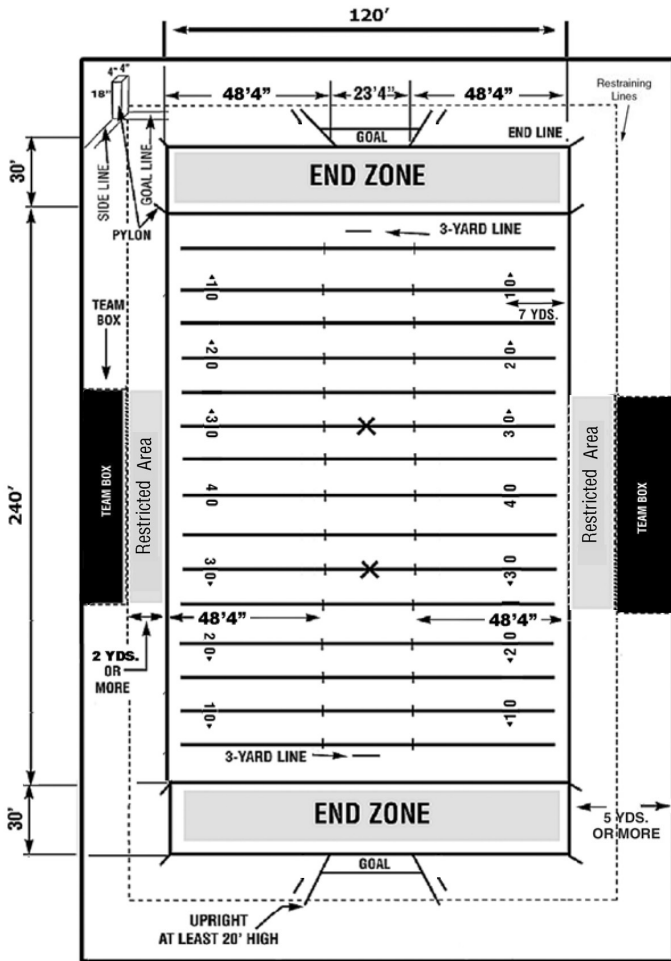 120’
4" 4"
18"
48’4”
23’4”
48’4”
Restraining
Lines
GOAL
END LINE
30’
SIDE LINE
GOAL LINE
END ZONE
PYLON
3-YARD LINE
10
10
7 YDS.
TEAM
BOX
20
20
30
30
TEAM BOX
Restricted Area
Restricted Area
TEAM BOX
240’
40
40
30
30
48’4”
48’4”
2 YDS.
OR
MORE
20
20
10
10
3-YARD LINE
30’
END ZONE
5 YDS.
OR MORE
GOAL
UPRIGHT
AT LEAST 20’ HIGH